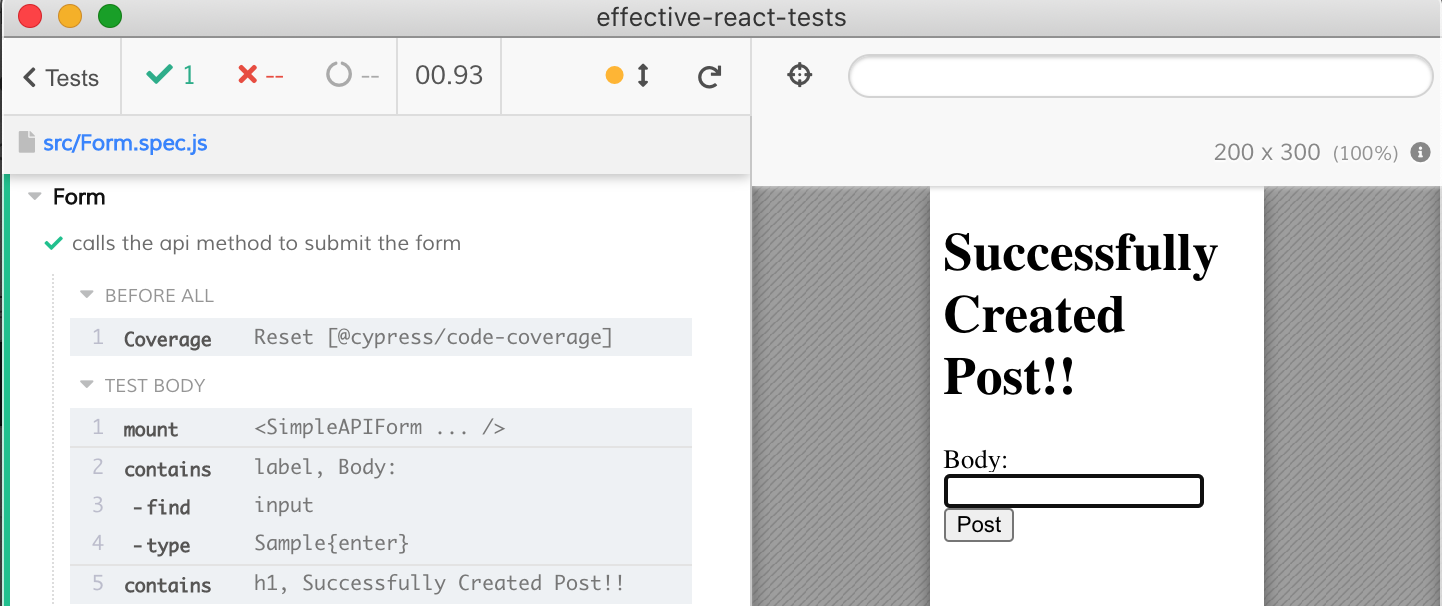 effective-react-tests
Tests
1
--
--
00.93
src/Form.spec.js
200 x 300 (100%)
Form
calls the api method to submit the form
BEFORE ALL
1 Coverage Reset [@cypress/code-coverage]
TEST BODY
1 mount <SimpleAPIForm ... />
2 contains label, Body:
3 -find input
4 -type Sample{enter}
5 contains h1, Successfully Created Post!!
Successfully
Created
Post!!
Body:
Post